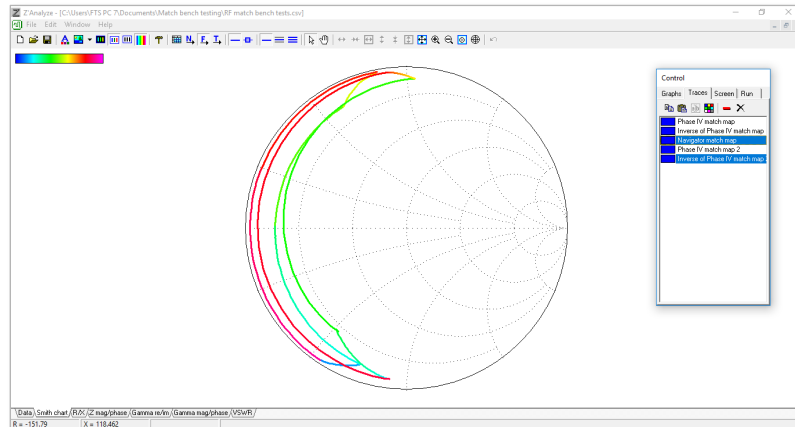 Z'Analyze - [C:\Users\FTS PC 7\Documents\Match bench testing\RF match bench tests.csv]
File Edit Window Help
Control
Graphs Traces Screen Run
Phase IV match map
Inverse of Phase IV match map
Navigator match map
Phase IV match map 2
Inverse of Phase IV match map
Data Smith chart R/X Z mag/phase Gamma re/im Gamma mag/phase VSWR
R = -151.79 X = 118.462